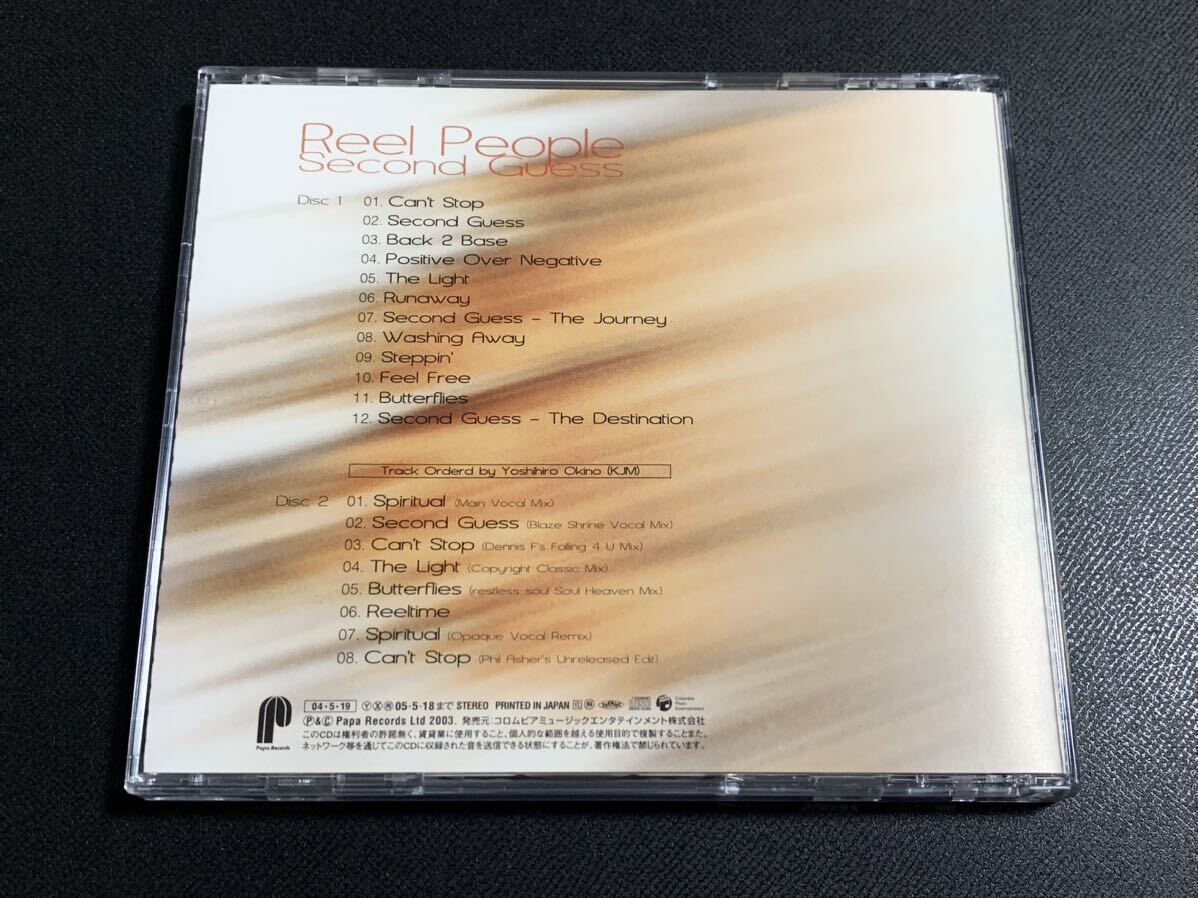 Reel People
Second Guess
Disc 1 01. Can't Stop
02. Second Guess
03. Back 2 Base
04. Positive Over Negative
05. The Light
06. Runaway
07. Second Guess – The Journey
08. Washing Away
09. Steppin'
10. Feel Free
11. Butterflies
12. Second Guess – The Destination
Track Orderd by Yoshihiro Okino (KJM)
Disc 2 01. Spiritual (Main Vocal Mix)
02. Second Guess (Blaze Shrine Vocal Mix)
03. Can't Stop (Dennis F's Falling 4 U Mix)
04. The Light (Copyright Classic Mix)
05. Butterflies (restless soul Soul Heaven Mix)
06. Reeltime
07. Spiritual (Opaque Vocal Remix)
08. Can't Stop (Phil Asher's Unreleased Edit)
04・5・19 Ⓨ Ⓧ 05・5・18まで STEREO PRINTED IN JAPAN
Columbia Music Entertainment
Ⓟ&© Papa Records Ltd 2003. 発売元:コロムビアミュージックエンタテインメント株式会社
Papa Records
このCDは権利者の許諾無く、賃貸業に使用すること、個人的な範囲を越える使用目的で複製すること、また、
ネットワーク等を通じてこのCDに収録された音を送信できる状態にすることが、著作権法で禁じられています。